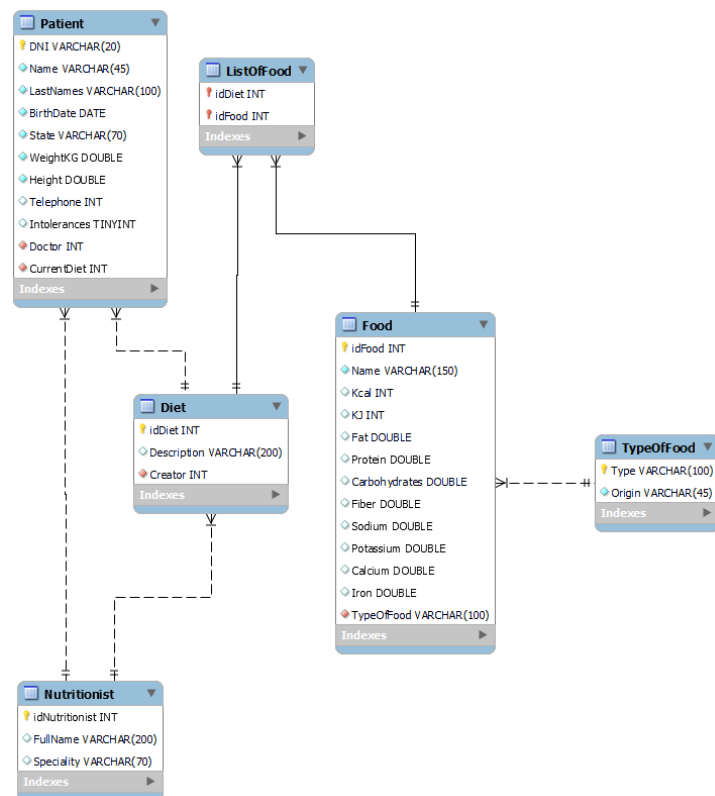 Patient
DNI VARCHAR(20)
Name VARCHAR(45)
LastNames VARCHAR(100)
BirthDate DATE
State VARCHAR(70)
WeightKG DOUBLE
Height DOUBLE
Telephone INT
Intolerances TINYINT
Doctor INT
CurrentDiet INT
Indexes
ListOfFood
idDiet INT
idFood INT
Indexes
Food
idFood INT
Name VARCHAR(150)
Kcal INT
KJ INT
Fat DOUBLE
Protein DOUBLE
Carbohydrates DOUBLE
Fiber DOUBLE
Sodium DOUBLE
Potassium DOUBLE
Calcium DOUBLE
Iron DOUBLE
TypeOfFood VARCHAR(100)
Indexes
Diet
idDiet INT
Description VARCHAR(200)
Creator INT
Indexes
TypeOfFood
Type VARCHAR(100)
Origin VARCHAR(45)
Indexes
Nutritionist
idNutritionist INT
FullName VARCHAR(200)
Speciality VARCHAR(70)
Indexes